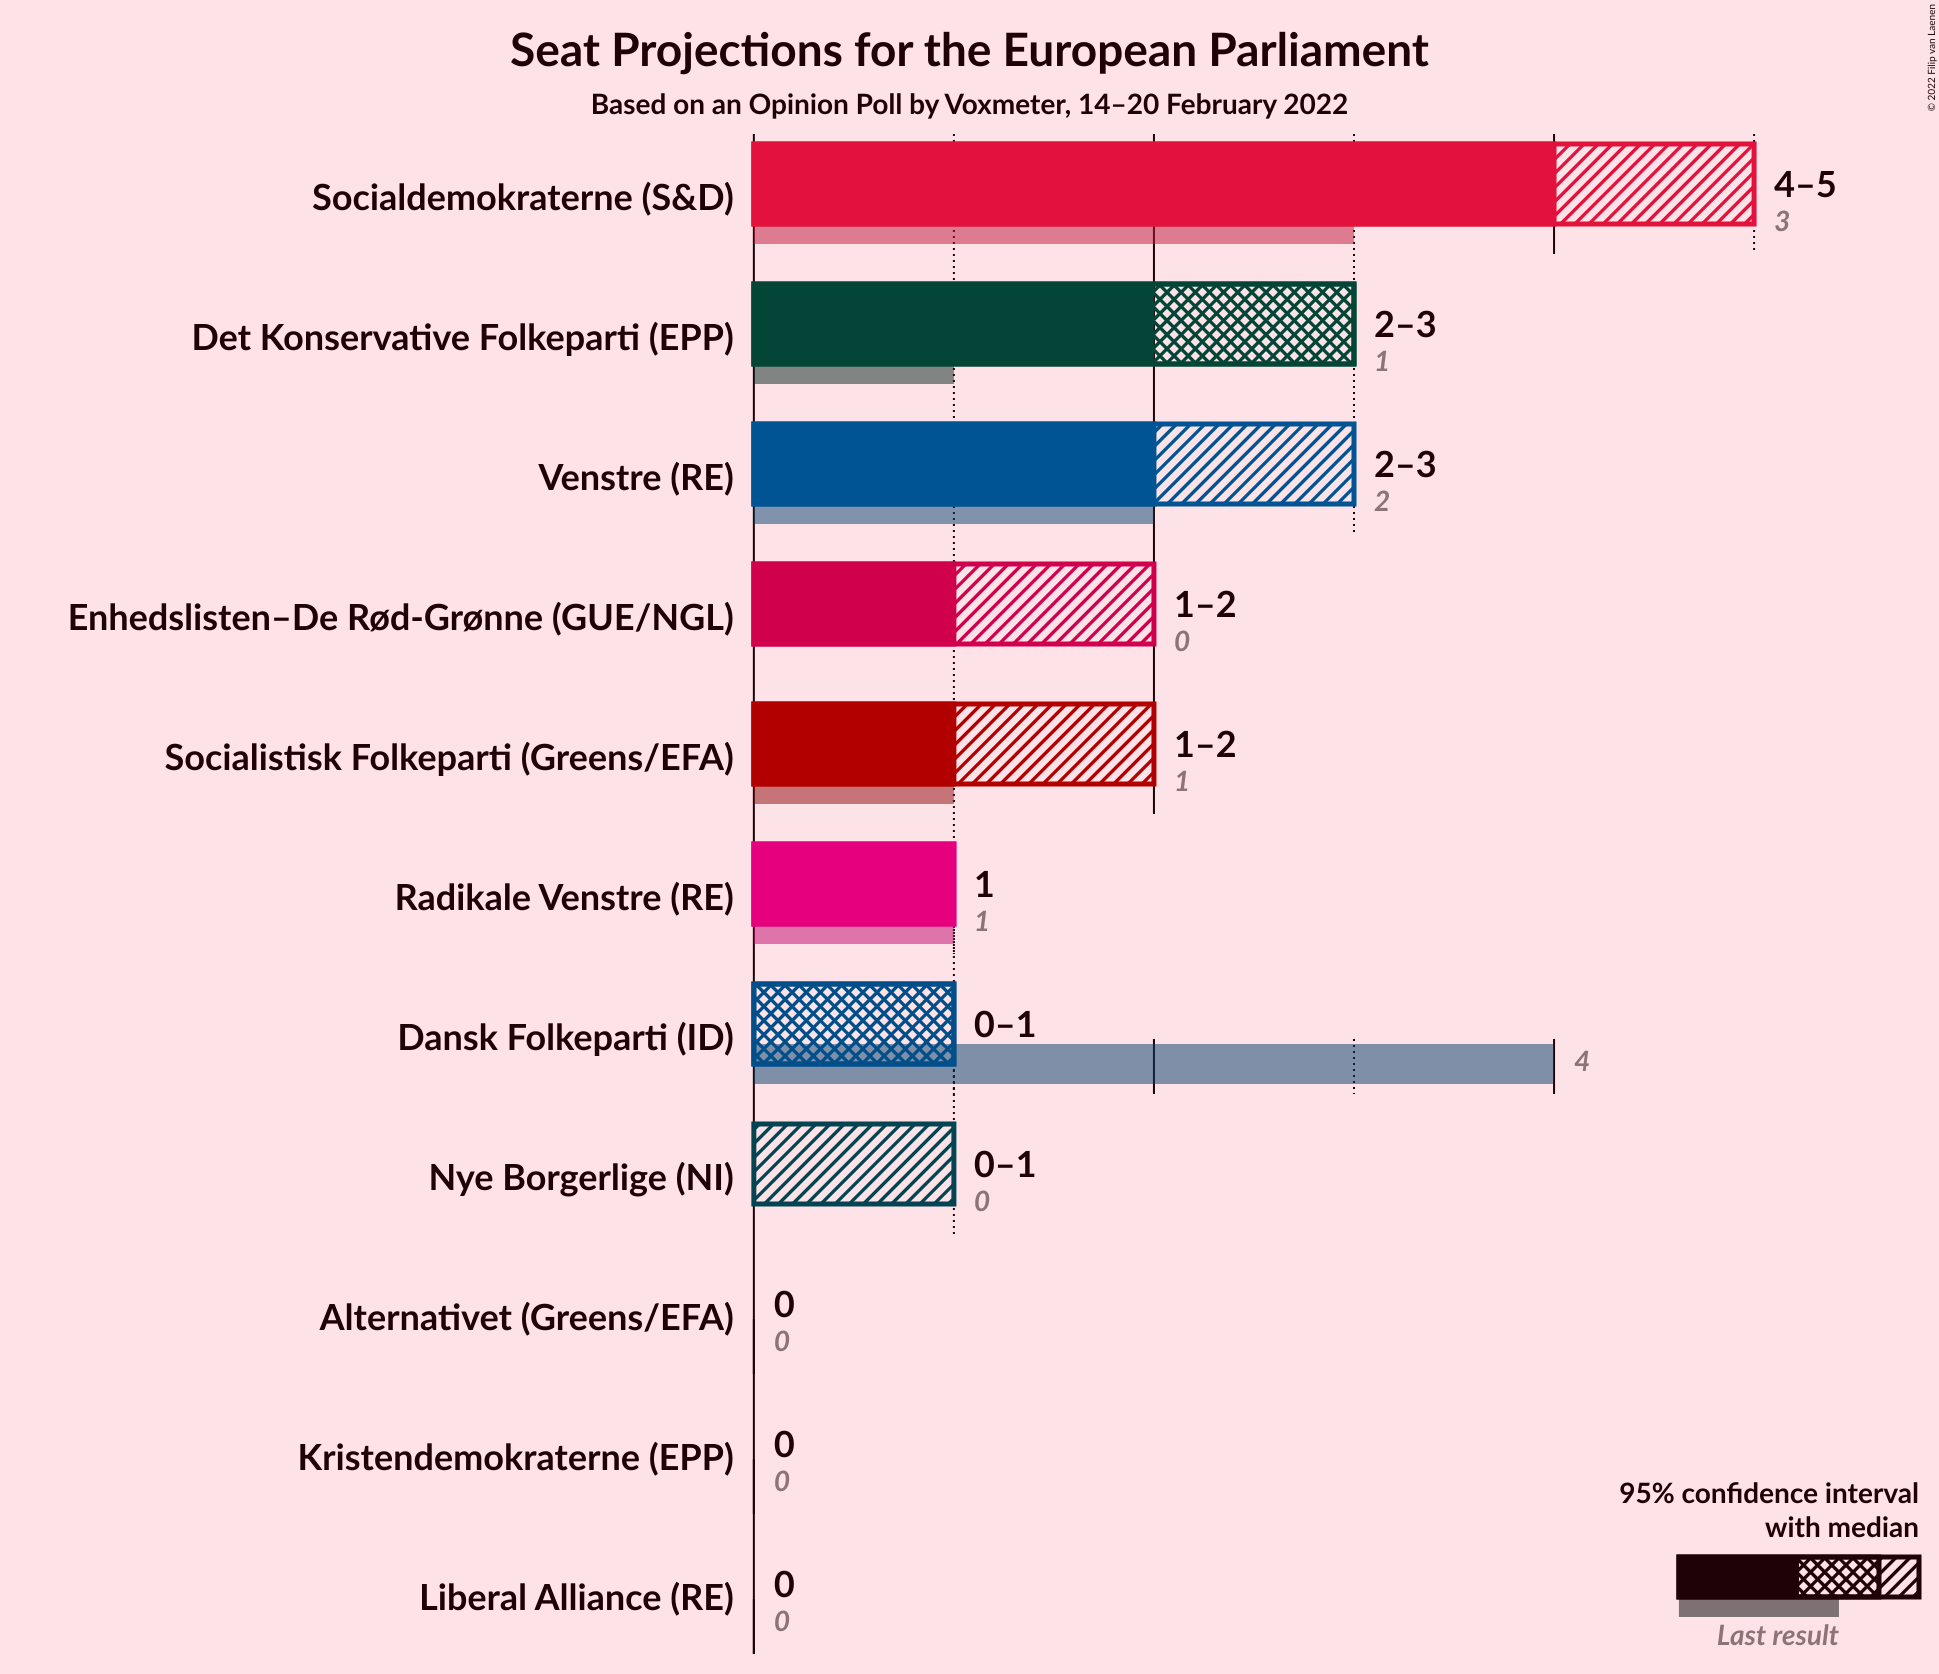 Seat Projections for the European Parliament
Based on an Opinion Poll by Voxmeter, 14–20 February 2022
© 2022 Filip van Laenen
Socialdemokraterne (S&D)
4–5
3
Det Konservative Folkeparti (EPP)
2–3
1
Venstre (RE)
2–3
2
Enhedslisten–De Rød-Grønne (GUE/NGL)
1–2
0
Socialistisk Folkeparti (Greens/EFA)
1–2
1
Radikale Venstre (RE)
1
1
Dansk Folkeparti (ID)
0–1
4
Nye Borgerlige (NI)
0–1
0
Alternativet (Greens/EFA)
0
0
Kristendemokraterne (EPP)
0
0
Liberal Alliance (RE)
0
0
95% confidence interval
with median
Last result